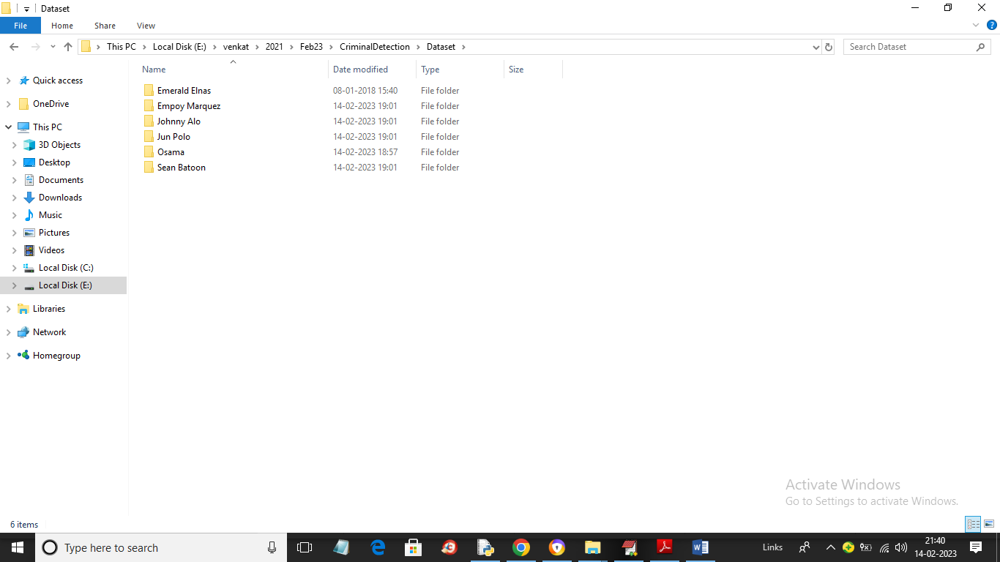 Dataset
File Home Share View
This PC Local Disk (E:) venkat 2021 Feb23 CriminalDetection Dataset
Search Dataset
Name Date modified Type Size
Emerald Elnas 08-01-2018 15:40 File folder
Empoy Marquez 14-02-2023 19:01 File folder
Johnny Alo 14-02-2023 19:01 File folder
Jun Polo 14-02-2023 19:01 File folder
Osama 14-02-2023 18:57 File folder
Sean Batoon 14-02-2023 19:01 File folder
Quick access
OneDrive
This PC
3D Objects
Desktop
Documents
Downloads
Music
Pictures
Videos
Local Disk (C:)
Local Disk (E:)
Libraries
Network
Homegroup
Activate Windows
Go to Settings to activate Windows.
6 items
Type here to search
Links
21:40
14-02-2023